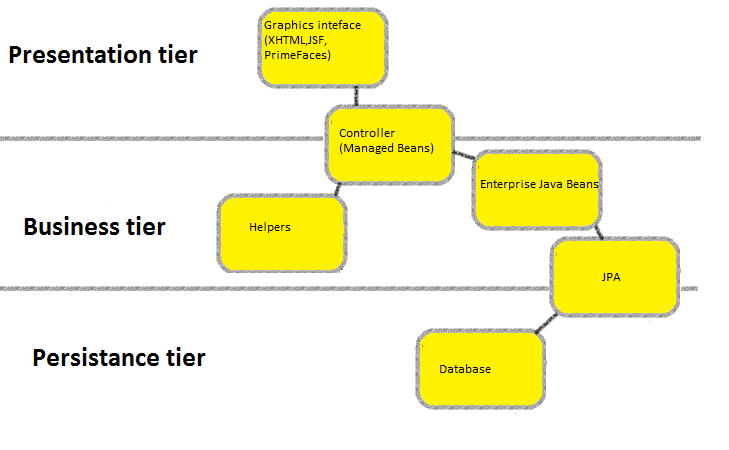 Graphics inteface
(XHTML,JSF,
PrimeFaces)
Presentation tier
Controller
(Managed Beans)
Enterprise Java Beans
Business tier
Helpers
JPA
Persistance tier
Database